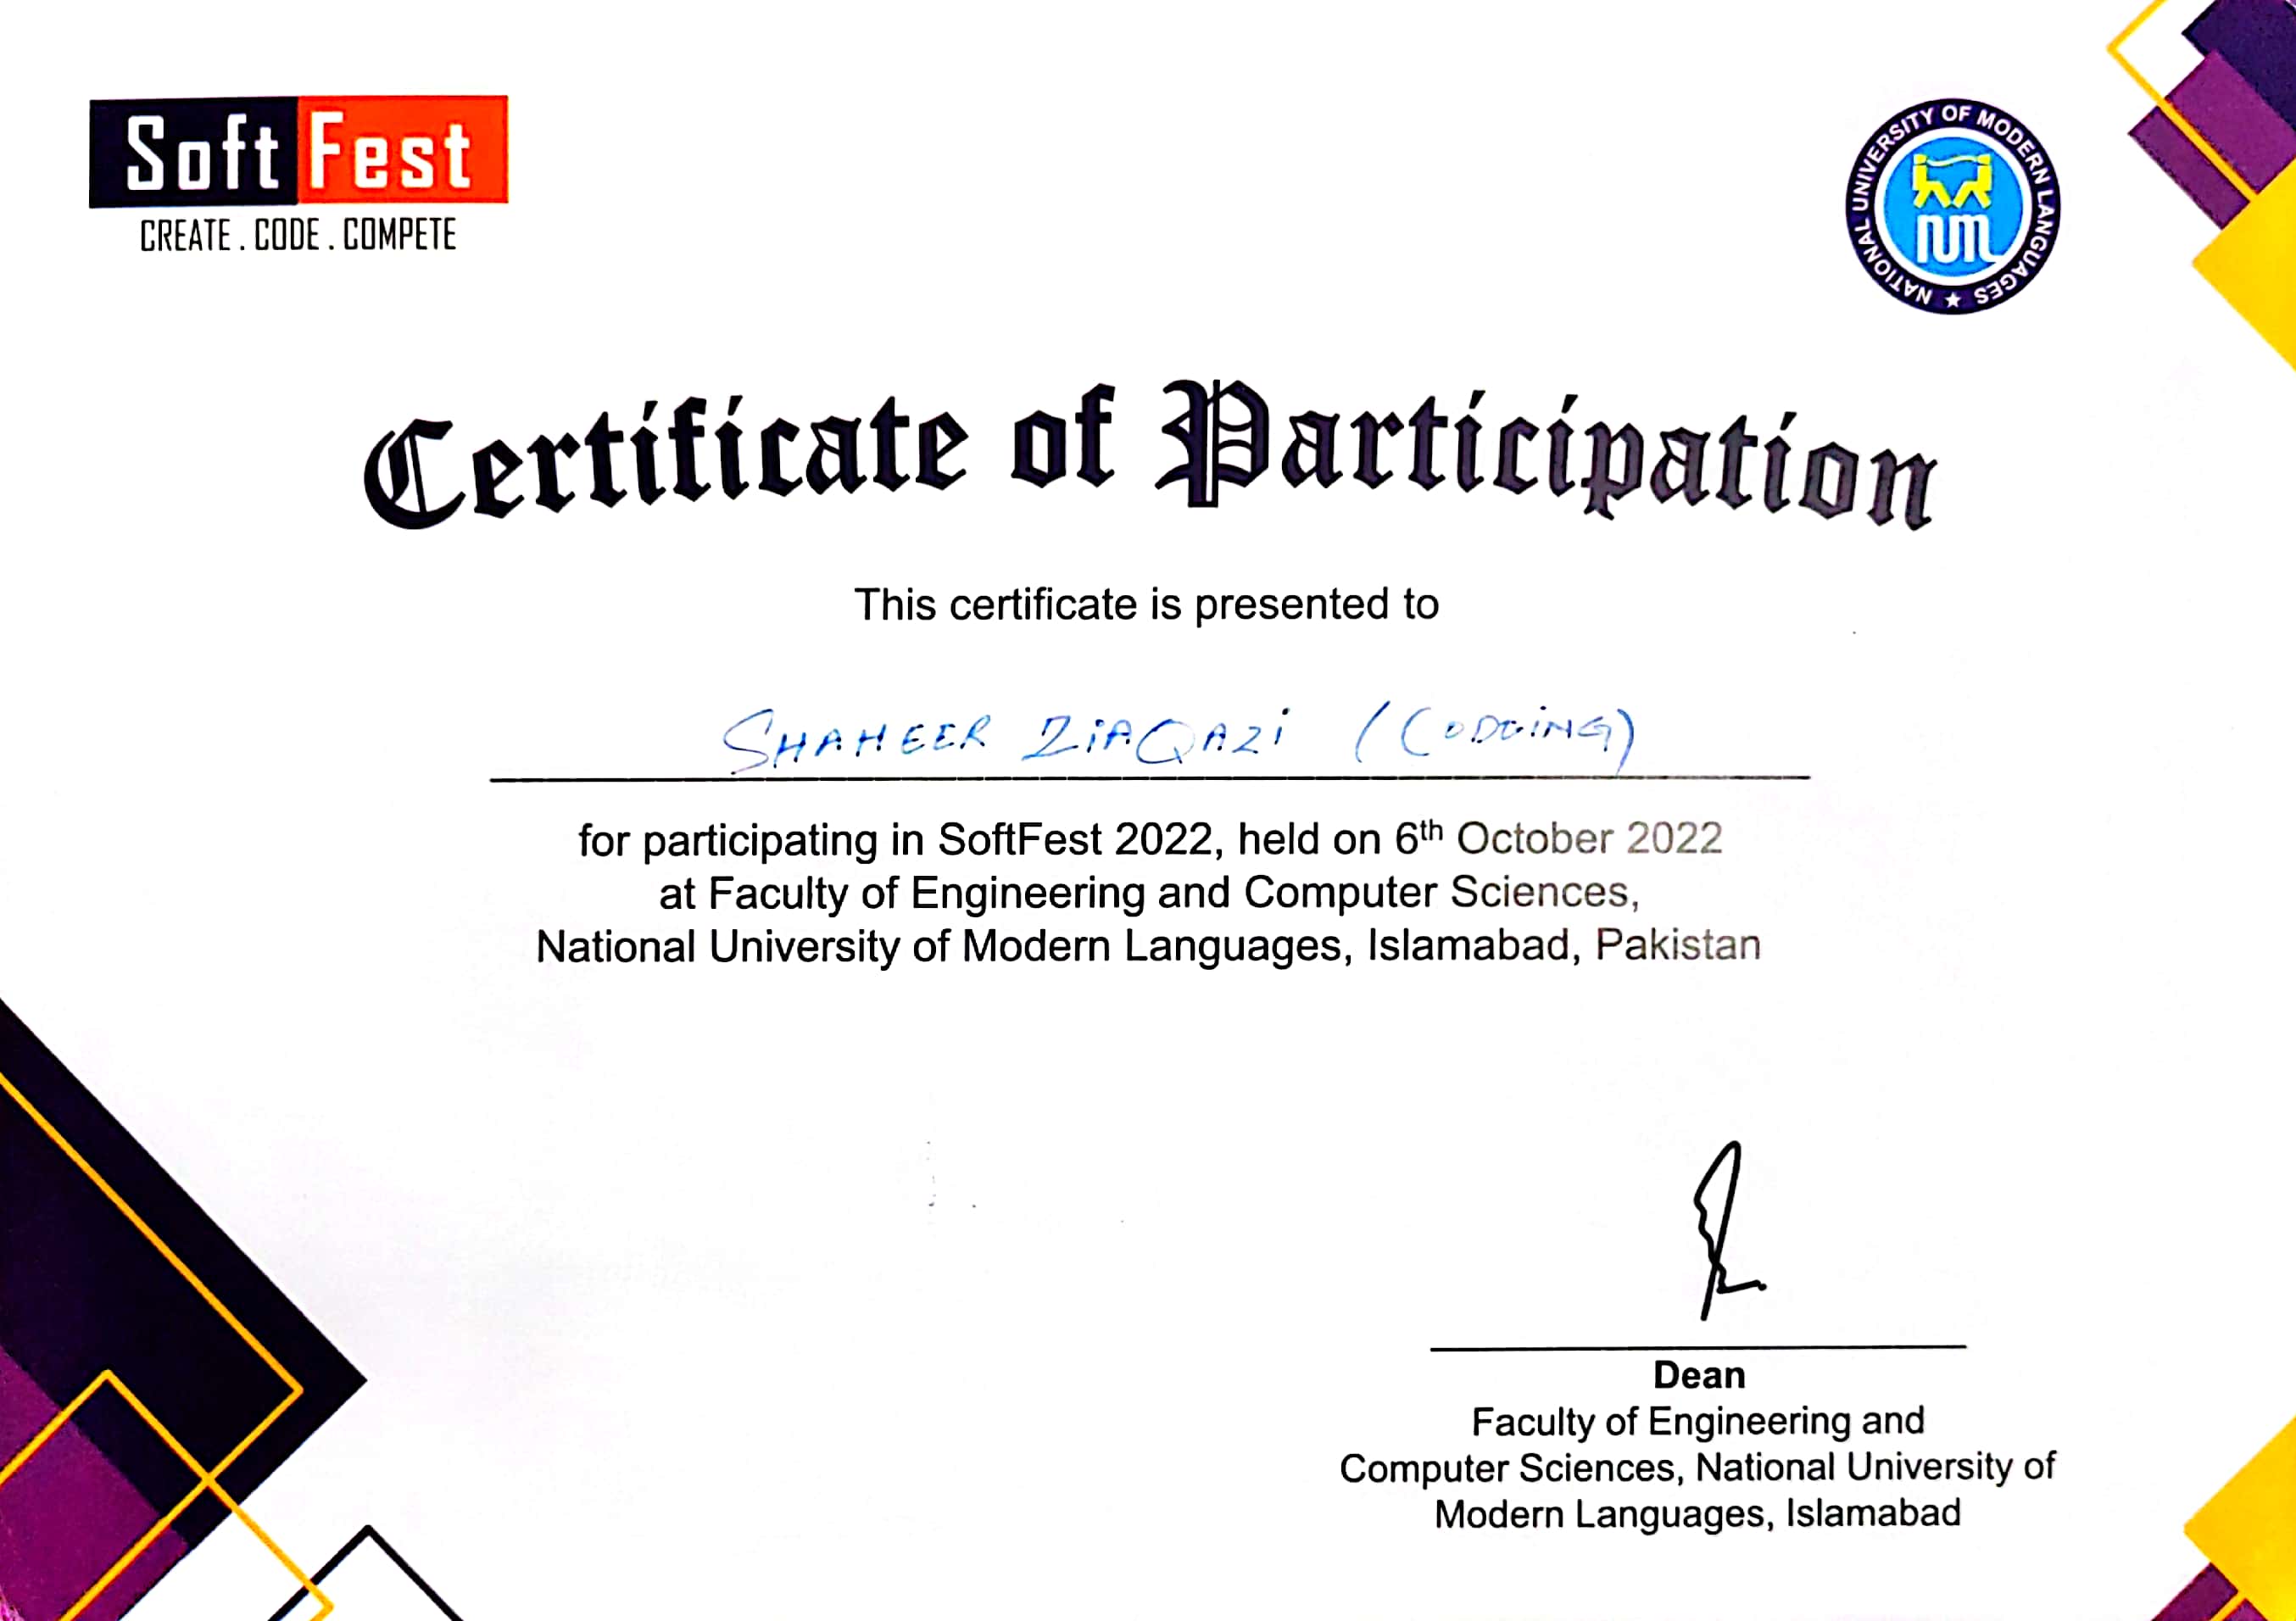 Soft Fest
CREATE . CODE . COMPETE
NATIONAL UNIVERSITY OF MODERN LANGUAGES
NUML
Certificate of Participation
This certificate is presented to
SHAHEER ZiAQAZi (CODDiNG)
for participating in SoftFest 2022, held on 6th October 2022
at Faculty of Engineering and Computer Sciences,
National University of Modern Languages, Islamabad, Pakistan
Dean
Faculty of Engineering and
Computer Sciences, National University of
Modern Languages, Islamabad